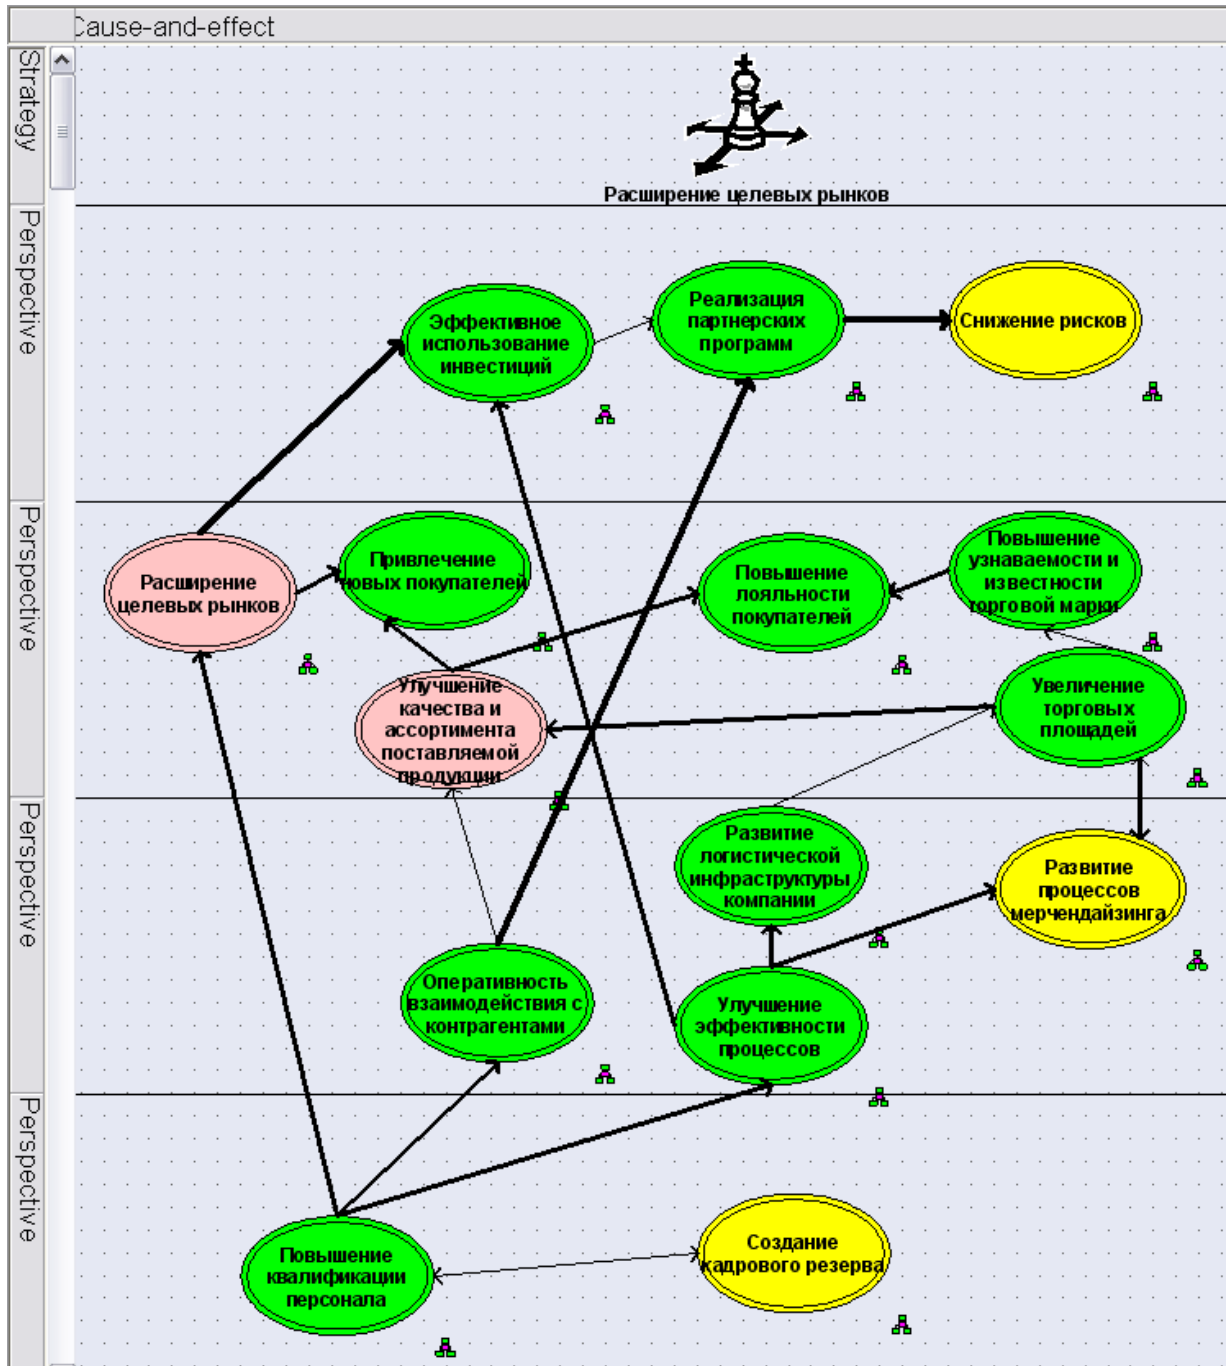 Cause-and-effect
Strategy
Расширение целевых рынков
Perspective
Эффективное
использование
инвестиций
Реализация
партнерских
программ
Снижение рисков
Perspective
Расширение
целевых рынков
Привлечение
новых покупателей
Повышение
лояльности
покупателей
Повышение
узнаваемости и
известности
торговой марки
Улучшение
качества и
ассортимента
поставляемой
продукции
Увеличение
торговых
площадей
Perspective
Развитие
логистической
инфраструктуры
компании
Развитие
процессов
мерчендайзинга
Оперативность
взаимодействия с
контрагентами
Улучшение
эффективности
процессов
Perspective
Повышение
квалификации
персонала
Создание
кадрового резерва